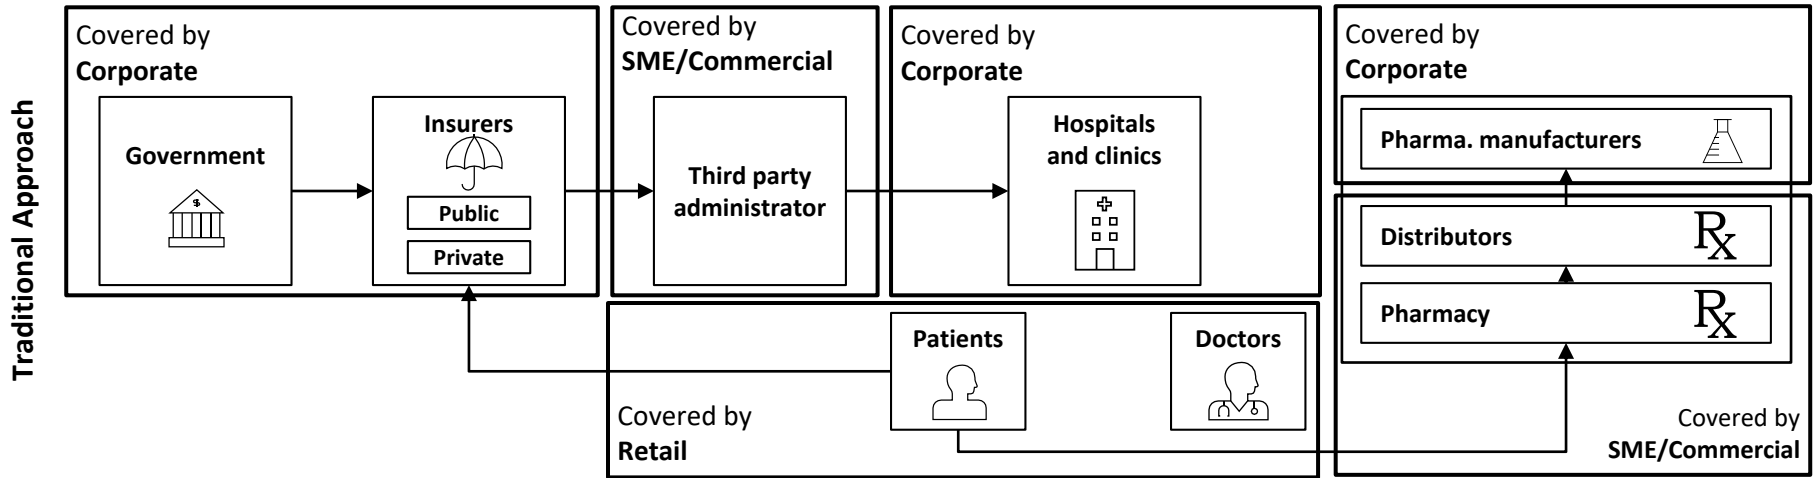 Traditional Approach
Covered by
Corporate
Government
$
Insurers
Public
Private
Covered by
SME/Commercial
Third party
administrator
Covered by
Corporate
Hospitals
and clinics
Covered by
Corporate
Pharma. manufacturers
Distributors
Rx
Pharmacy
Rx
Covered by
SME/Commercial
Patients
Doctors
Covered by
Retail